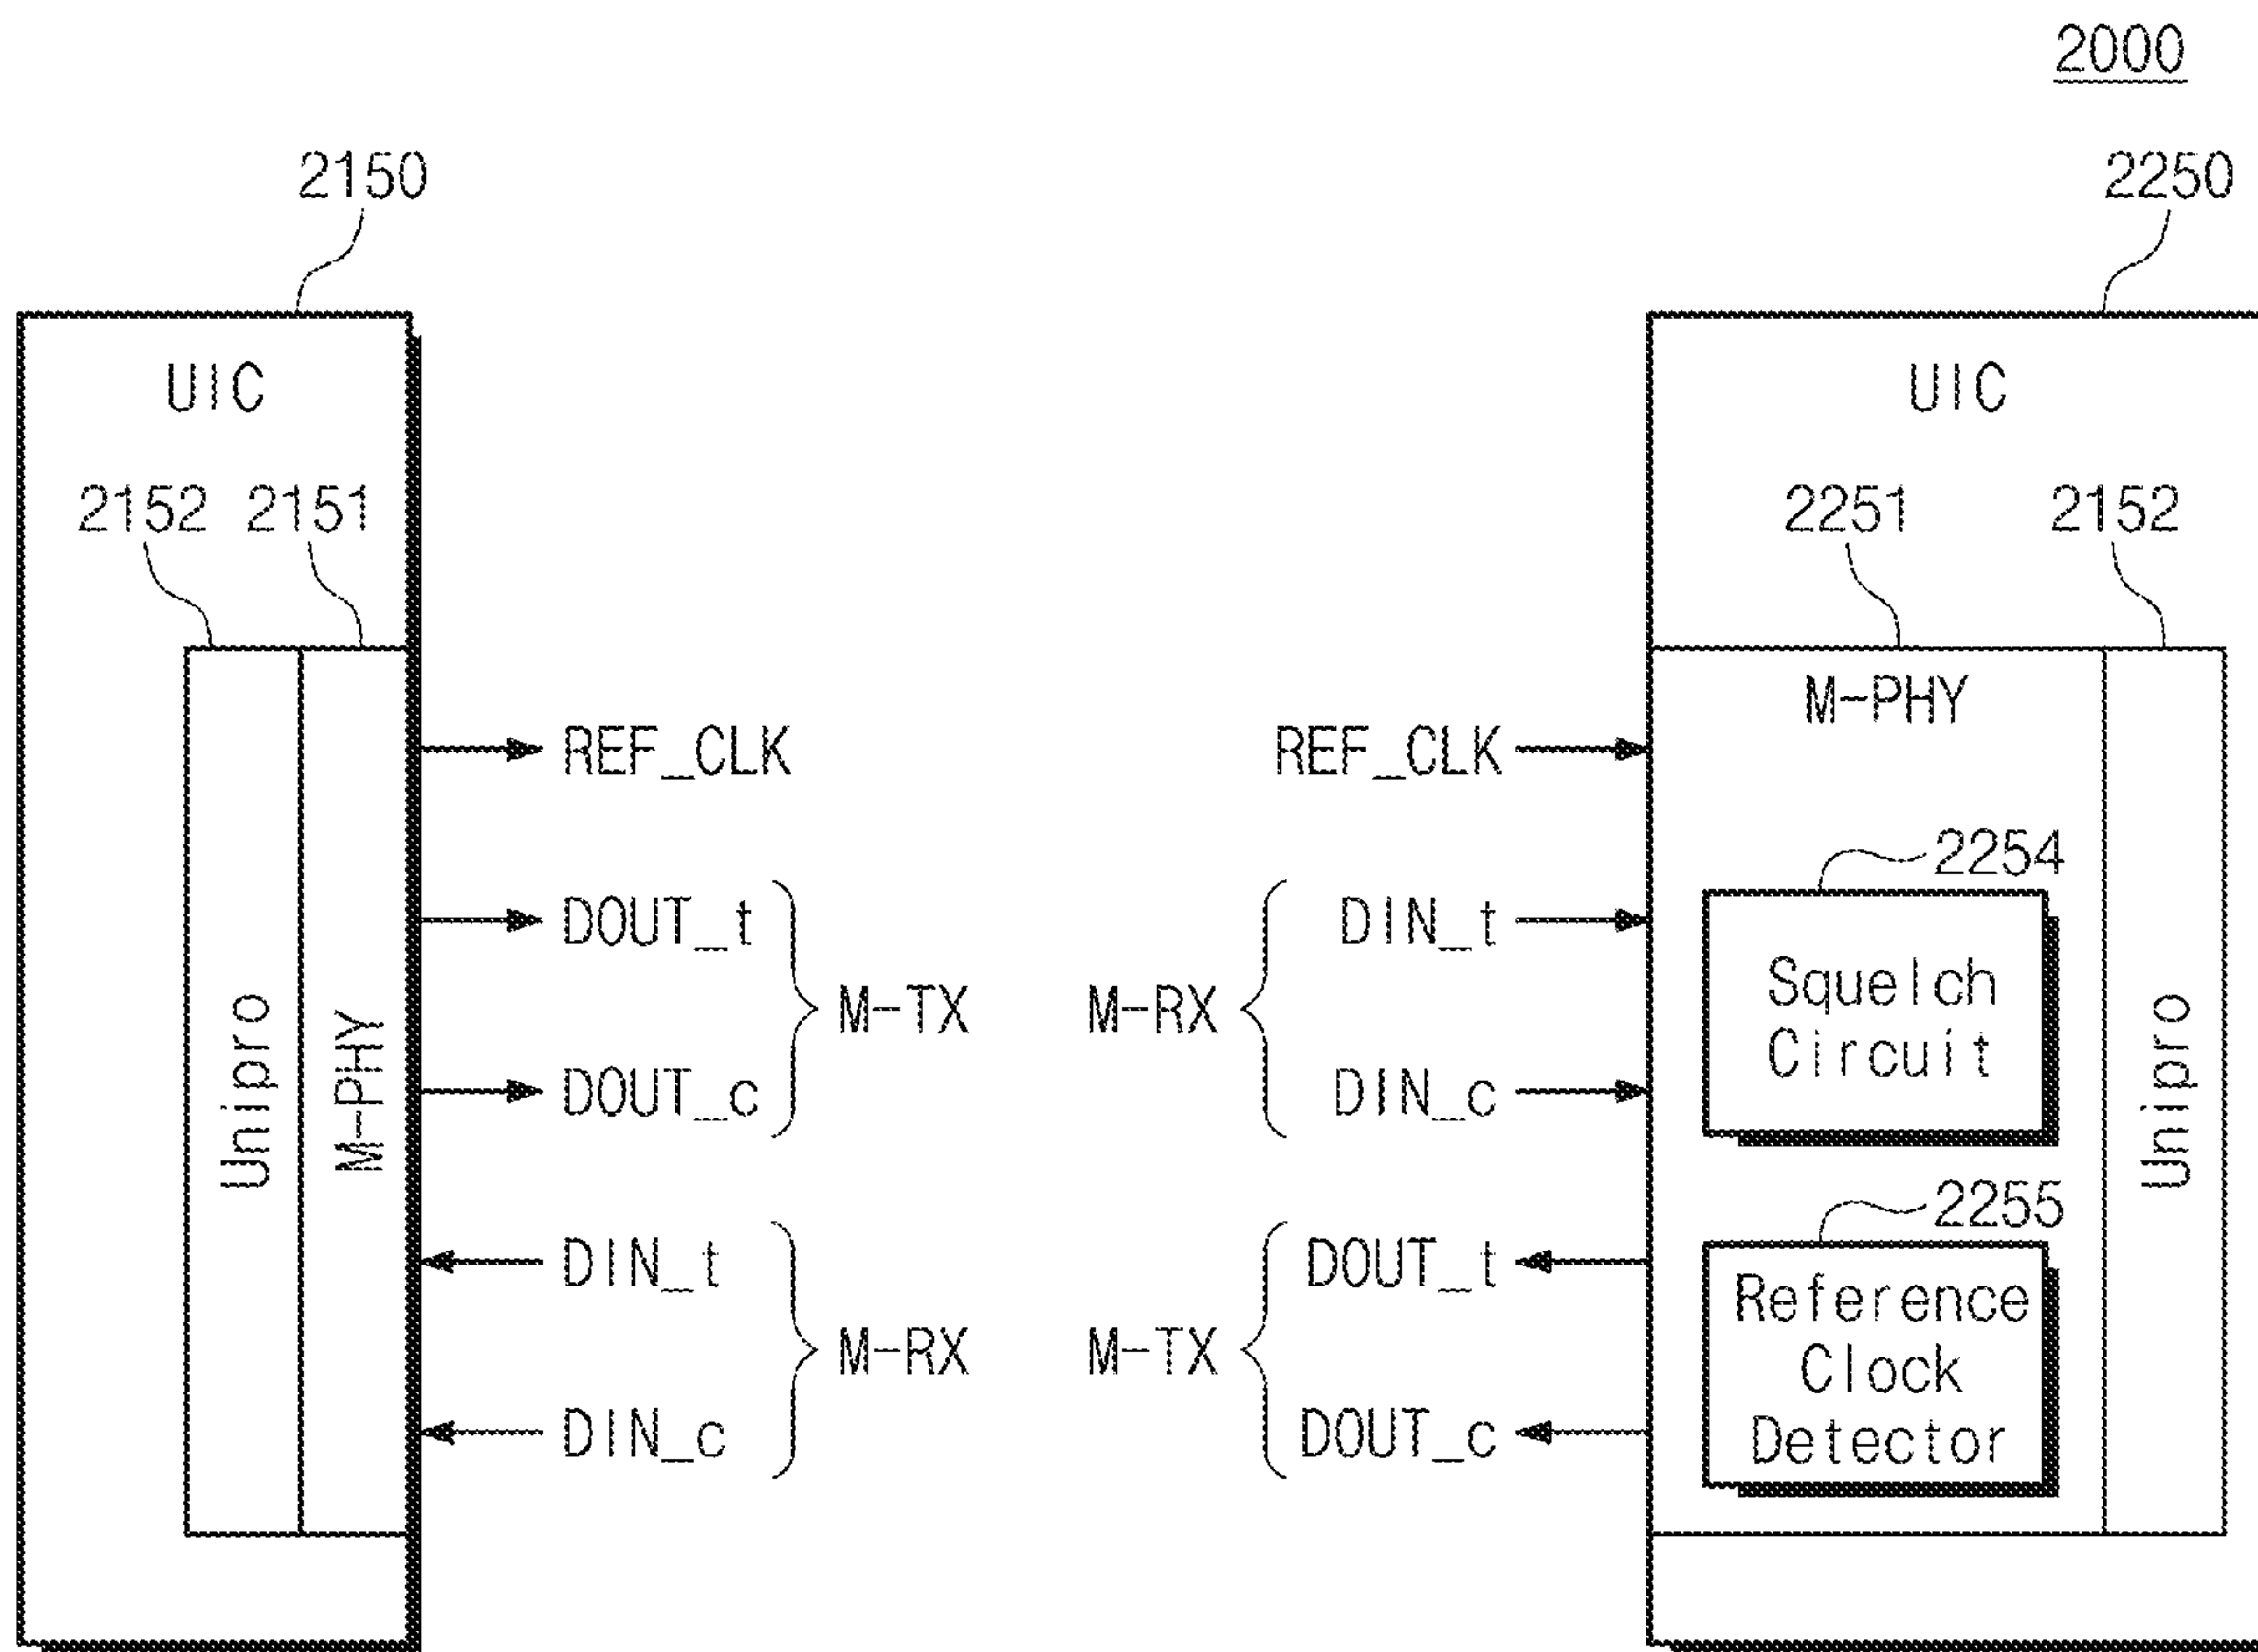 2000
2150
2250
UIC
UIC
2152 2151
2251 2152
M-PHY
REF_CLK
REF_CLK
2254
DOUT_t
DIN_t
Squelch
Circuit
M-TX
M-RX
DOUT_c
DIN_c
Unipro
M-PHY
Unipro
2255
DIN_t
DOUT_t
Reference
Clock
Detector
M-RX
M-TX
DIN_c
DOUT_c